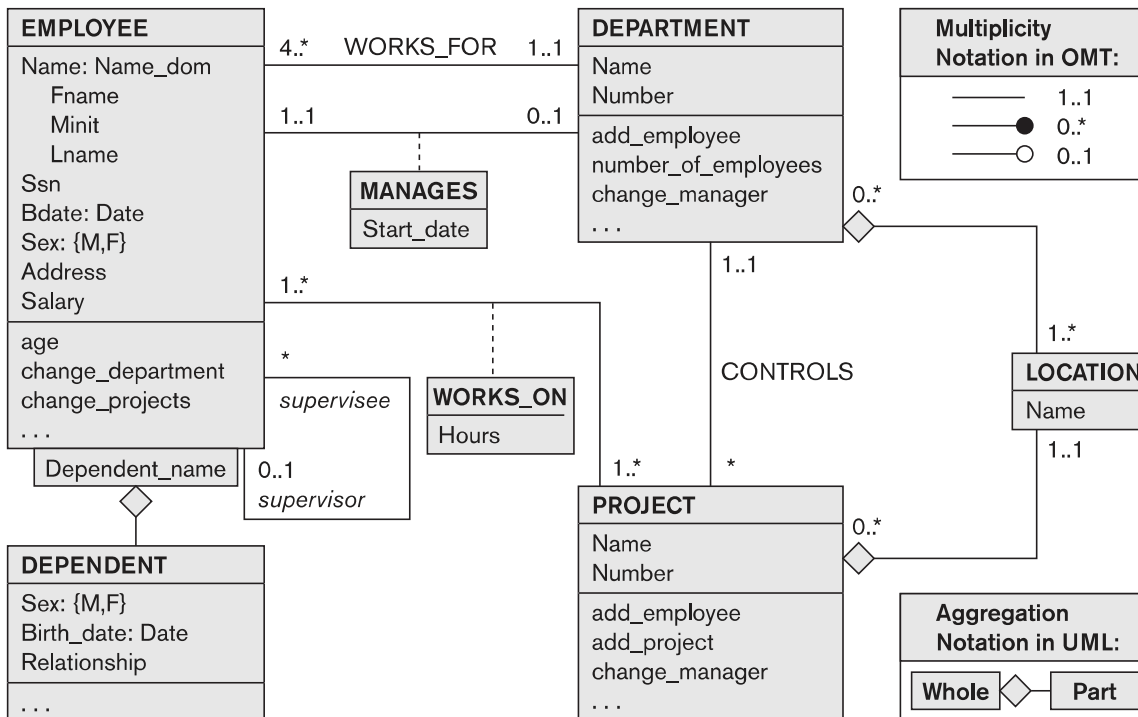 EMPLOYEE
Name: Name_dom
Fname
Minit
Lname
Ssn
Bdate: Date
Sex: {M,F}
Address
Salary
age
change_department
change_projects
. . .
Dependent_name
DEPENDENT
Sex: {M,F}
Birth_date: Date
Relationship
. . .
4..*
WORKS_FOR
1..1
1..1
0..1
MANAGES
Start_date
1..*
*
supervisee
0..1
supervisor
WORKS_ON
Hours
1..*
DEPARTMENT
Name
Number
add_employee
number_of_employees
change_manager
. . .
0..*
1..1
CONTROLS
*
PROJECT
Name
Number
add_employee
add_project
change_manager
. . .
0..*
1..*
LOCATION
Name
1..1
Multiplicity
Notation in OMT:
1..1
0..*
0..1
Aggregation
Notation in UML:
Whole
Part